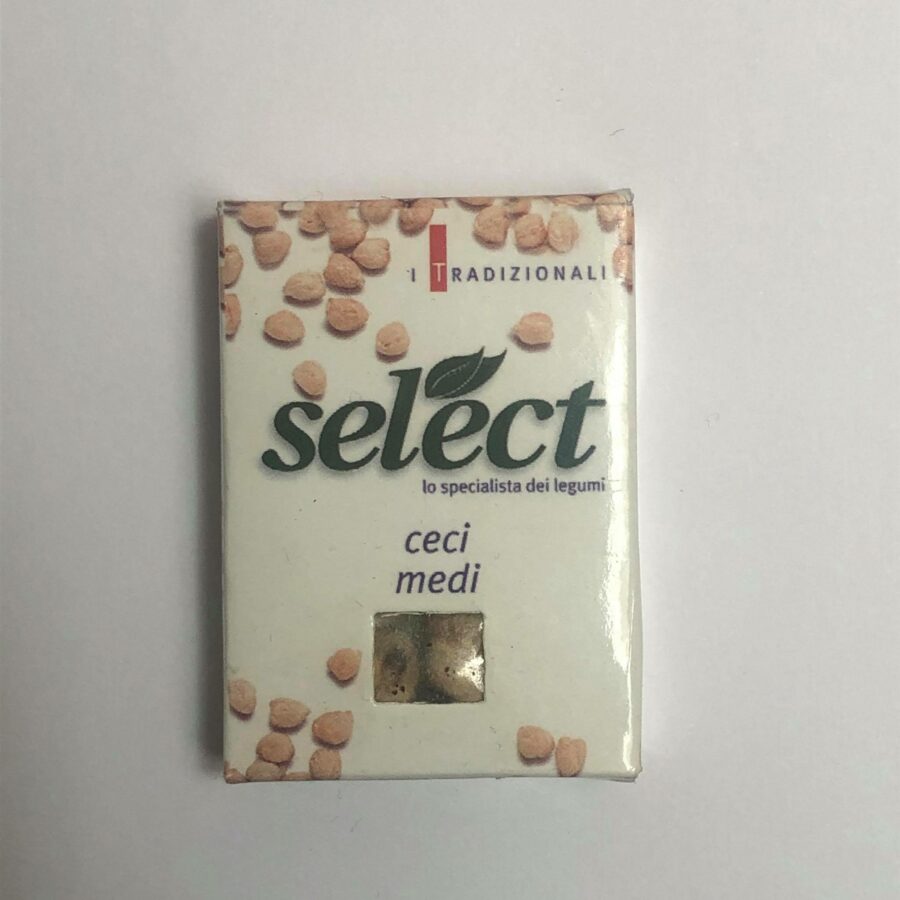 I TRADIZIONALI
select
lo specialista dei legumi
ceci
medi